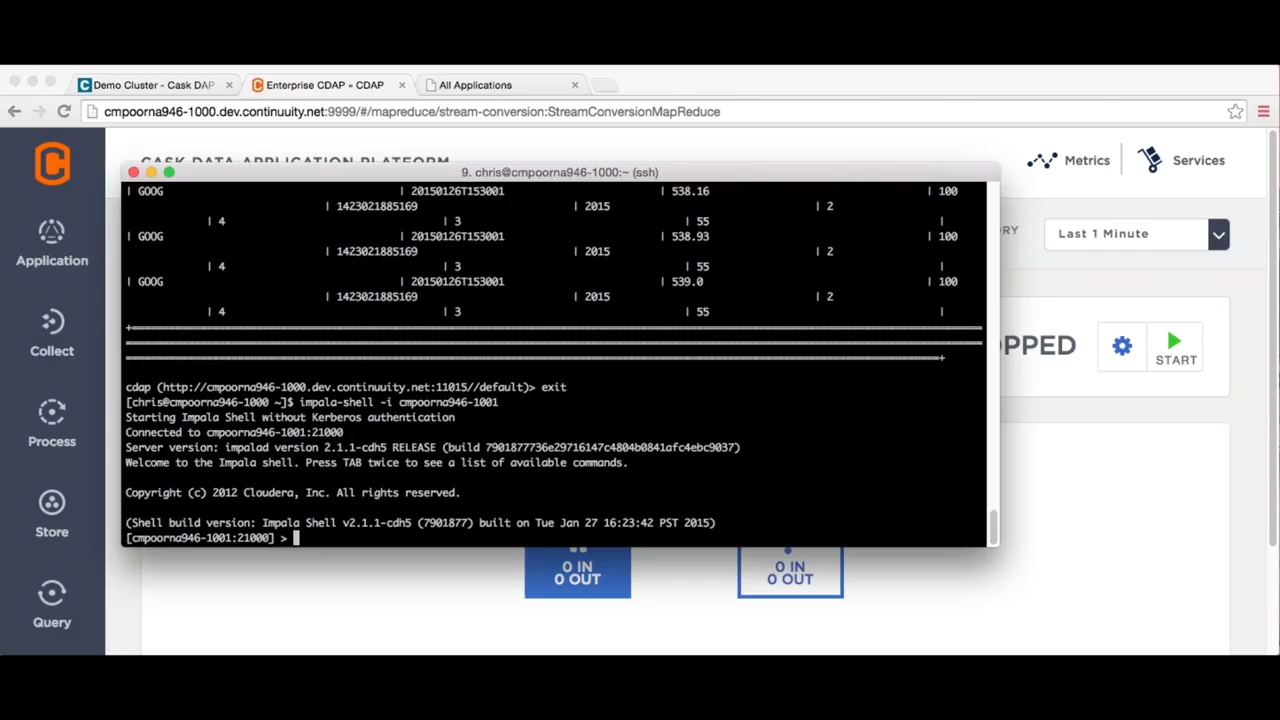 Demo Cluster - Cask DAP
Enterprise CDAP » CDAP
All Applications
cmpoorna946-1000.dev.continuuity.net:9999/#/mapreduce/stream-conversion:StreamConversionMapReduce
CASK DATA APPLICATION PLATFORM
Metrics
Services
9. chris@cmpoorna946-1000:~ (ssh)
| GOOG | 20150126T153001 | 538.16 | 100
| 1423021885169 | 2015 | 2
| 4 | 3 | 55 |
| GOOG | 20150126T153001 | 538.93 | 100
| 1423021885169 | 2015 | 2
| 4 | 3 | 55 |
| GOOG | 20150126T153001 | 539.0 | 100
| 1423021885169 | 2015 | 2
| 4 | 3 | 55 |
cdap (http://cmpoorna946-1000.dev.continuuity.net:11015//default)> exit
[chris@cmpoorna946-1000 ~]$ impala-shell -i cmpoorna946-1001
Starting Impala Shell without Kerberos authentication
Connected to cmpoorna946-1001:21000
Server version: impalad version 2.1.1-cdh5 RELEASE (build 7901877736e29716147c4804b0841afc4ebc9037)
Welcome to the Impala shell. Press TAB twice to see a list of available commands.
Copyright (c) 2012 Cloudera, Inc. All rights reserved.
(Shell build version: Impala Shell v2.1.1-cdh5 (7901877) built on Tue Jan 27 16:23:42 PST 2015)
[cmpoorna946-1001:21000] >
Application
Collect
Process
Store
Query
RY
Last 1 Minute
OPPED
START
0 IN
0 OUT
0 IN
0 OUT